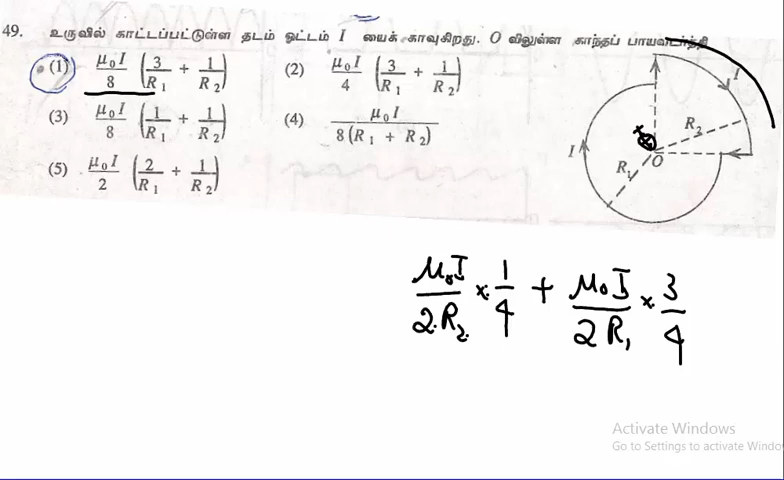 49. உருவில் காட்டப்பட்டுள்ள தடம் ஓட்டம் I யைக் காவுகிறது. O விலுள்ள காந்தப் பாயவடர்த்தி
(1) μ₀I/8 (3/R₁ + 1/R₂) (2) μ₀I/4 (3/R₁ + 1/R₂)
(3) μ₀I/8 (1/R₁ + 1/R₂) (4) μ₀I/8(R₁ + R₂)
(5) μ₀I/2 (2/R₁ + 1/R₂)
I
R₂
I
R₁
O
μ₀I/2.R₂ × 1/4 + μ₀I/2R₁ × 3/4
Activate Windows
Go to Settings to activate Windo